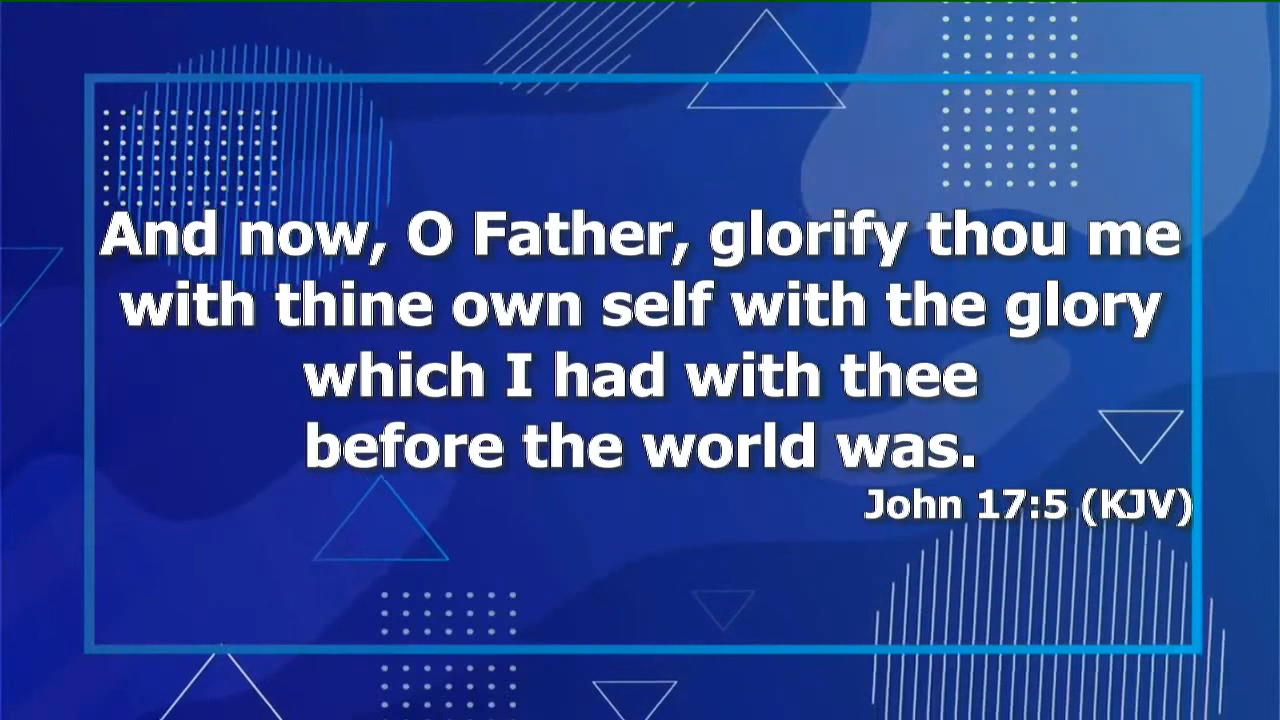 And now, O Father, glorify thou me
with thine own self with the glory
which I had with thee
before the world was.
John 17:5 (KJV)